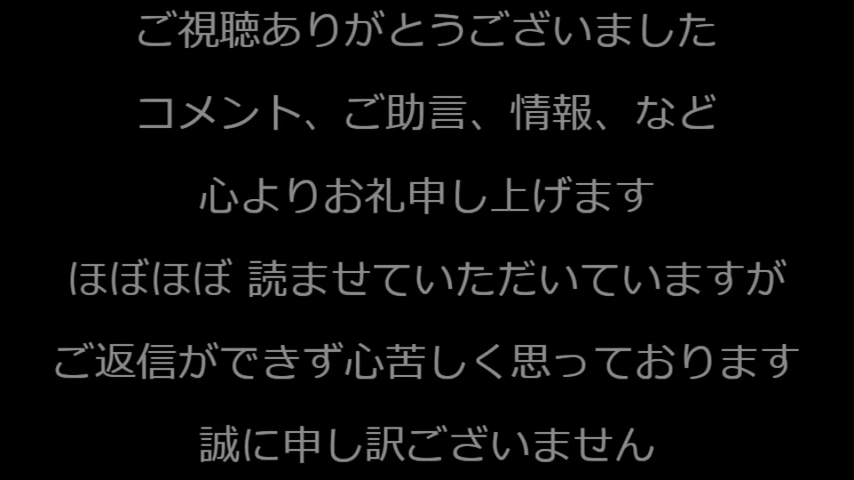 ご視聴ありがとうございました
コメント、ご助言、情報、など
心よりお礼申し上げます
ほぼほぼ 読ませていただいていますが
ご返信ができず心苦しく思っております
誠に申し訳ございません